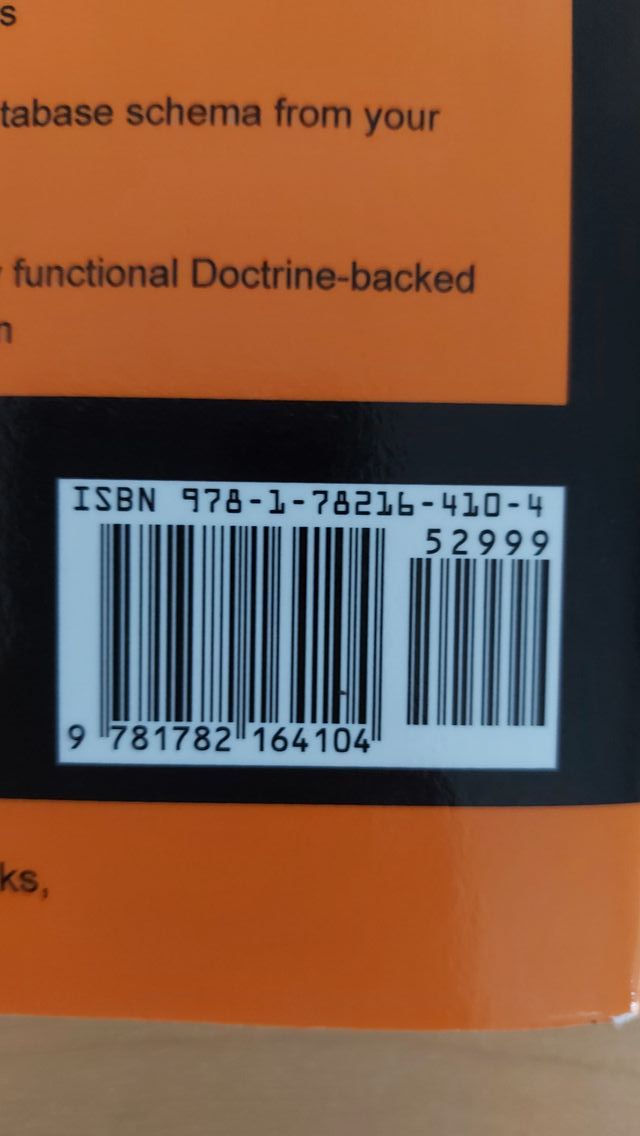 s
tabase schema from your
functional Doctrine-backed
n
ISBN 978-1-78216-410-4
52999
9 781782 164104
ks,